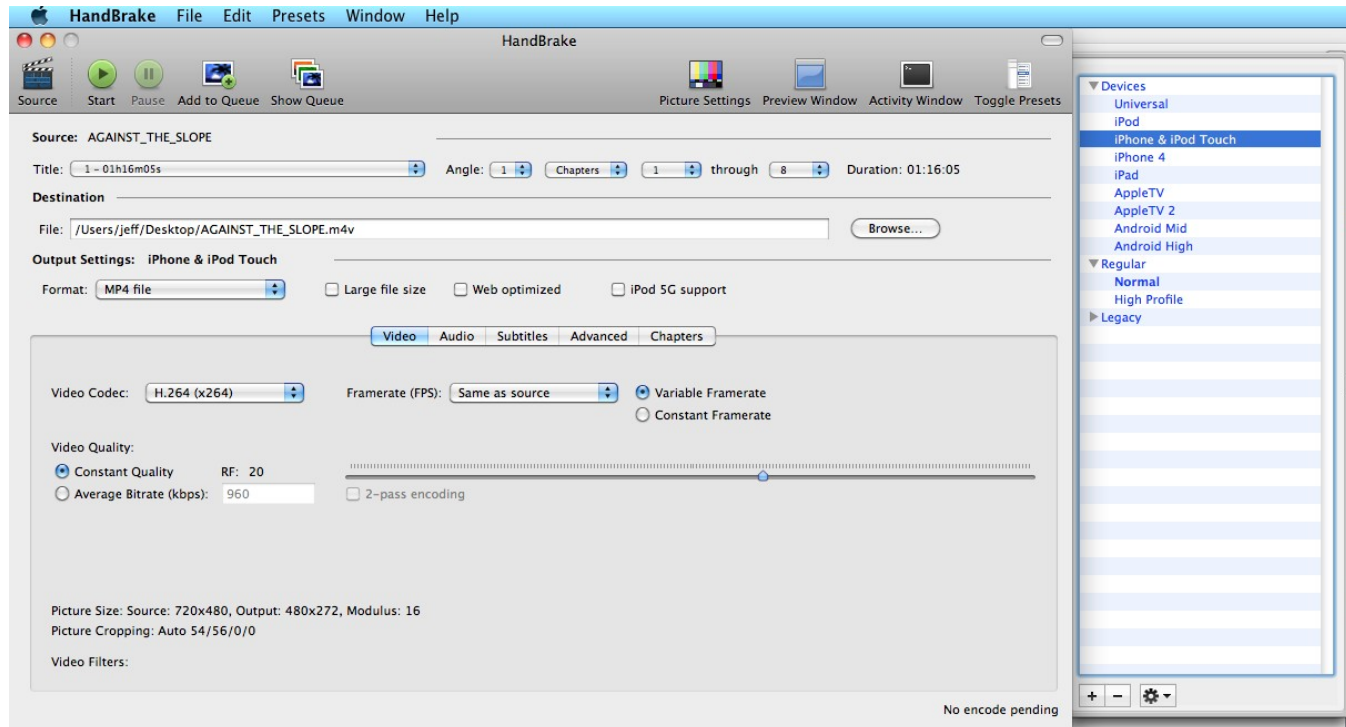 HandBrake File Edit Presets Window Help
HandBrake
Source Start Pause Add to Queue Show Queue Picture Settings Preview Window Activity Window Toggle Presets
Source: AGAINST_THE_SLOPE
Title: 1 - 01h16m05s Angle: 1 Chapters 1 through 8 Duration: 01:16:05
Destination
File: /Users/jeff/Desktop/AGAINST_THE_SLOPE.m4v Browse...
Output Settings: iPhone & iPod Touch
Format: MP4 file Large file size Web optimized iPod 5G support
Video Audio Subtitles Advanced Chapters
Video Codec: H.264 (x264) Framerate (FPS): Same as source Variable Framerate
Constant Framerate
Video Quality:
Constant Quality RF: 20
Average Bitrate (kbps): 960 2-pass encoding
Picture Size: Source: 720x480, Output: 480x272, Modulus: 16
Picture Cropping: Auto 54/56/0/0
Video Filters:
No encode pending
Devices
Universal
iPod
iPhone & iPod Touch
iPhone 4
iPad
AppleTV
AppleTV 2
Android Mid
Android High
Regular
Normal
High Profile
Legacy
+ −